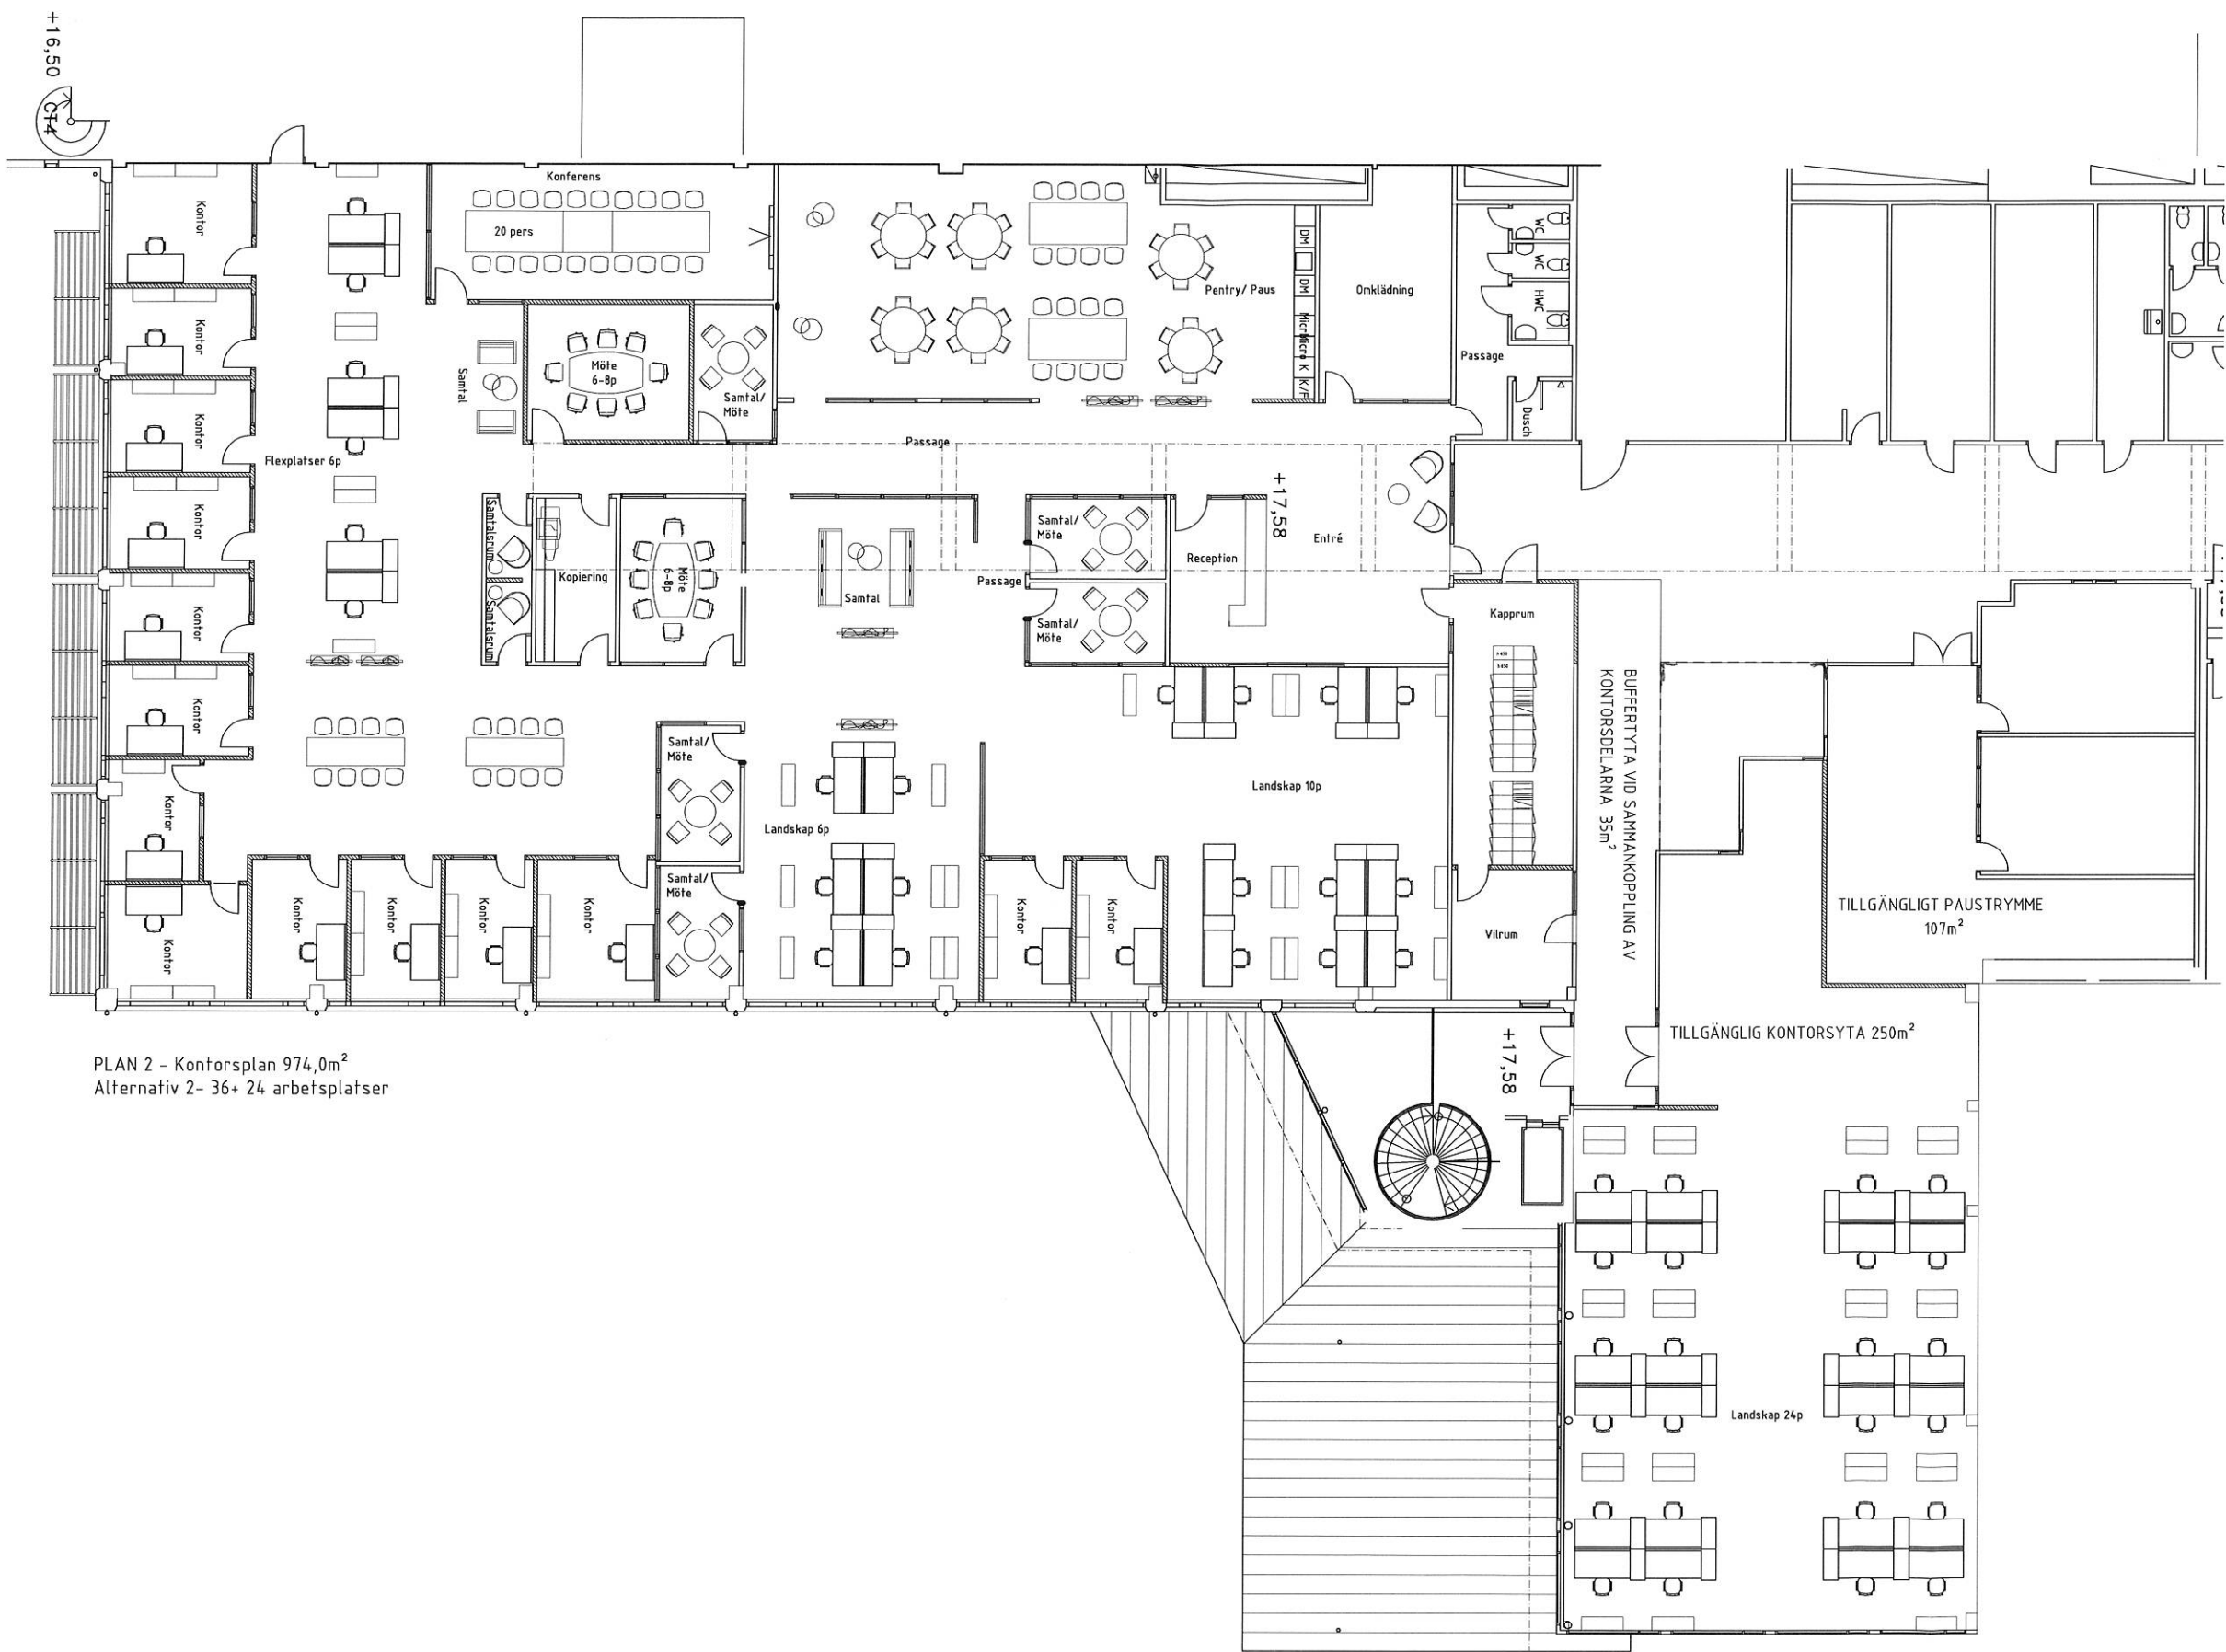 +16,50
CT4
Kontor
Konferens
20 pers
Pentry/ Paus
DM
DM
Micro
Micro
K
K/F
Omklädning
WC
WC
HWC
Passage
Dusch
Kontor
Samtal
Möte
6-8p
Samtal/
Möte
Kontor
Flexplatser 6p
Passage
Kontor
Samtalsrum
Samtalsrum
Kopiering
Möte
6-8p
Samtal
Passage
Samtal/
Möte
Samtal/
Möte
Reception
+17,58
Entré
Kapprum
Kontor
Kontor
Samtal/
Möte
Landskap 6p
Landskap 10p
Kontor
Kontor
Kontor
Kontor
Kontor
Kontor
Samtal/
Möte
Kontor
Kontor
Vilrum
BUFFERTYTA VID SAMMANKOPPLING AV
KONTORSDELARNA 35m²
TILLGÄNGLIGT PAUSTRYMME
107m²
TILLGÄNGLIG KONTORSYTA 250m²
+17,58
PLAN 2 - Kontorsplan 974,0m²
Alternativ 2- 36+ 24 arbetsplatser
Landskap 24p